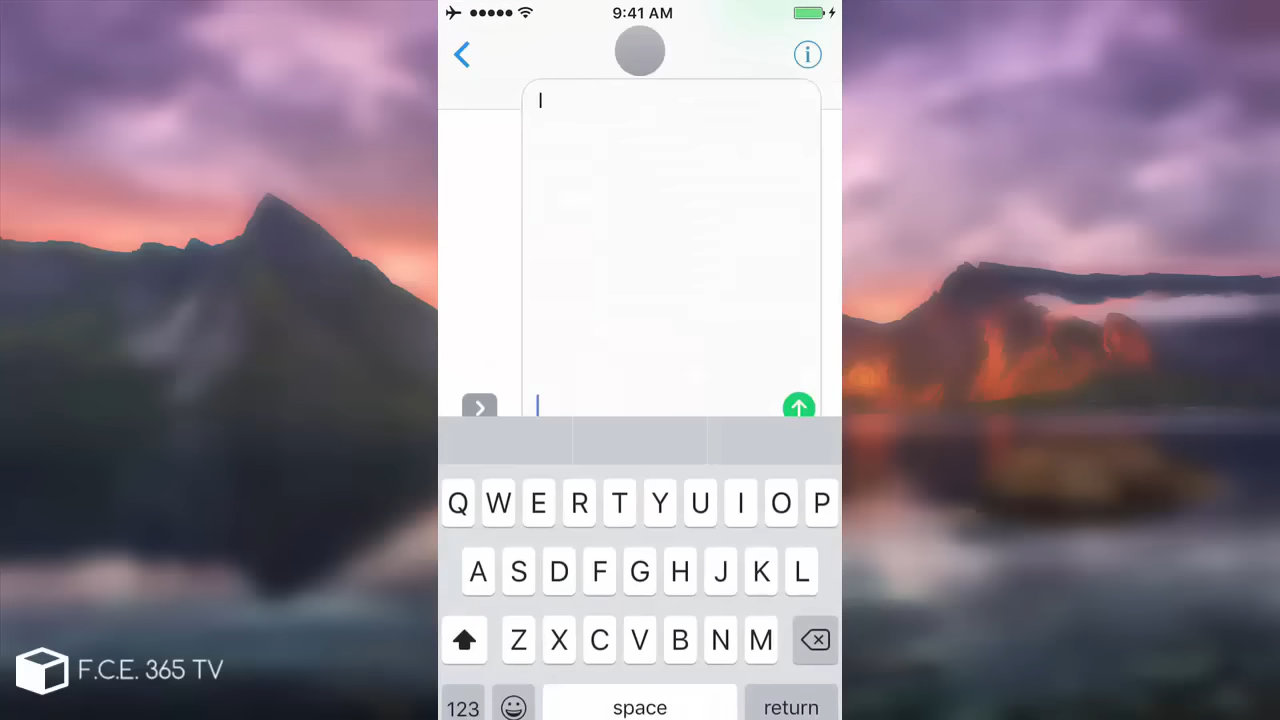 9:41 AM
I
Q W E R T Y U I O P
A S D F G H J K L
Z X C V B N M
123 space return
F.C.E. 365 TV